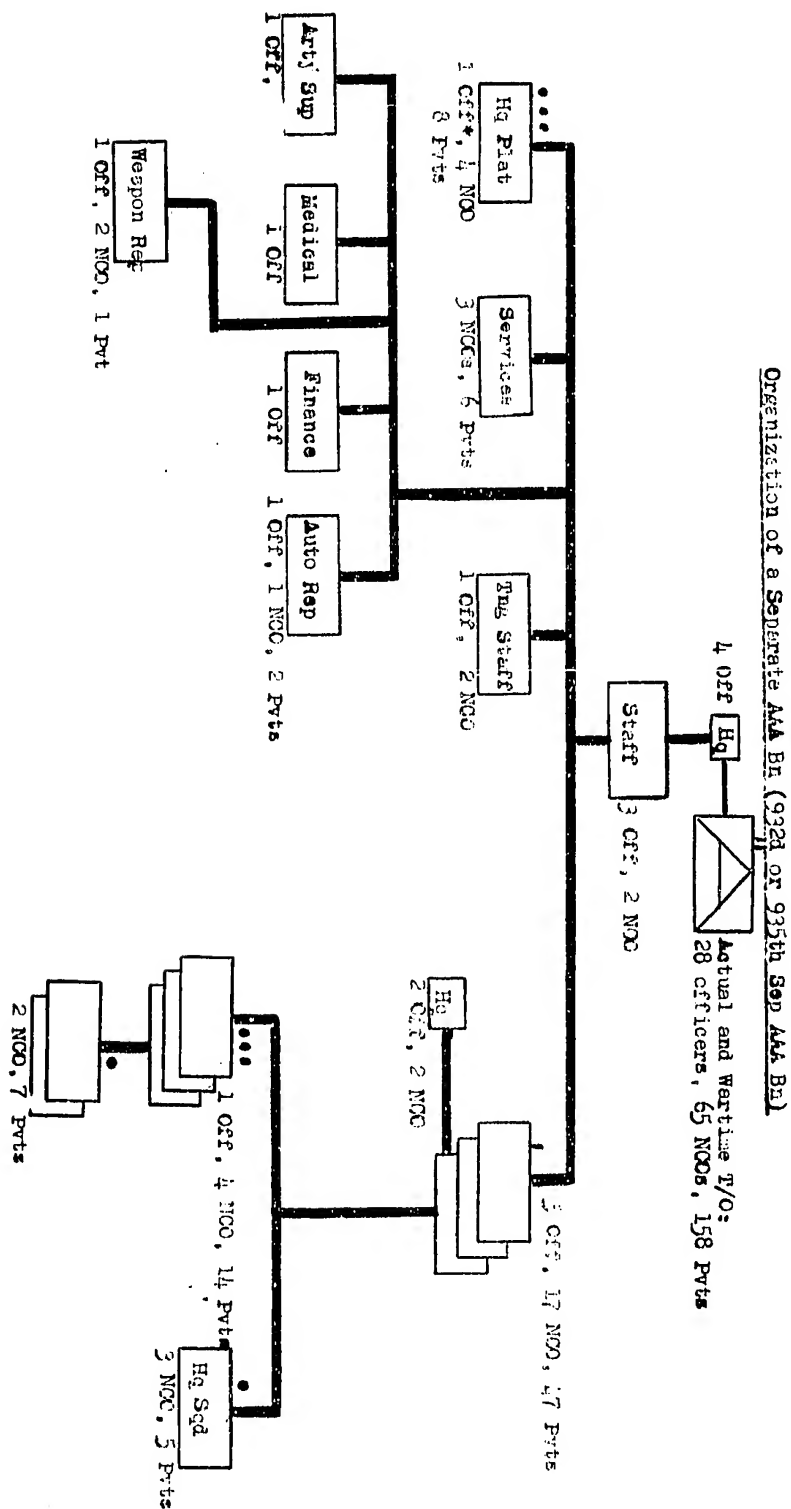 Organization of a Separate AAA Bn (932d or 935th Sep AAA Bn)
Hq
4 Off
Actual and Wartime T/O:
28 officers, 65 NCOs, 158 Pvts
Staff
3 Off, 2 NCO
Hq Plat
1 Off*, 4 NCO
8 Pvts
Services
3 NCOs, 6 Pvts
Tng Staff
1 Off, 2 NCO
Off, 17 NCO, 47 Pvts
Hq
2 Off, 2 NCO
Arty Sup
1 Off,
Medical
1 Off
Finance
1 Off
Auto Rep
1 Off, 1 NCO, 2 Pvts
Weapon Rep
1 Off, 2 NCO, 1 Pvt
1 Off, 4 NCO, 14 Pvts
Hq Sqd
3 NCO, 5 Pvts
2 NCO, 7 Pvts